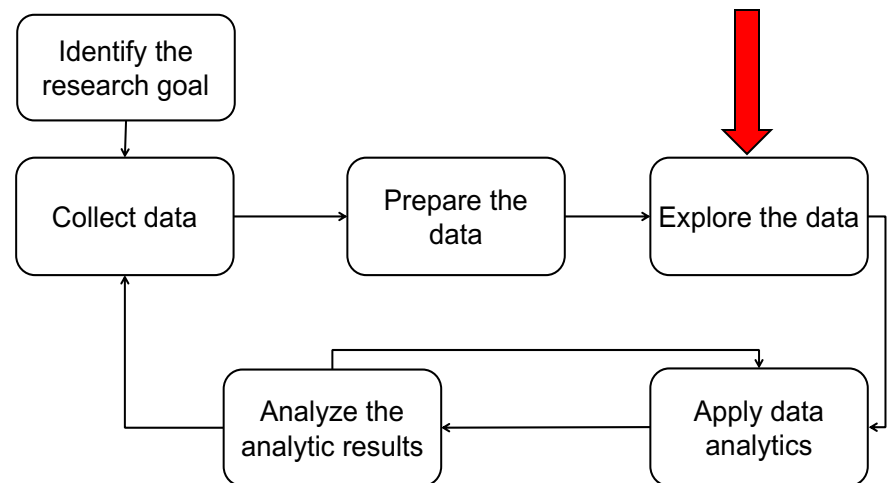 Identify the
research goal
Collect data
Prepare the
data
Explore the data
Analyze the
analytic results
Apply data
analytics